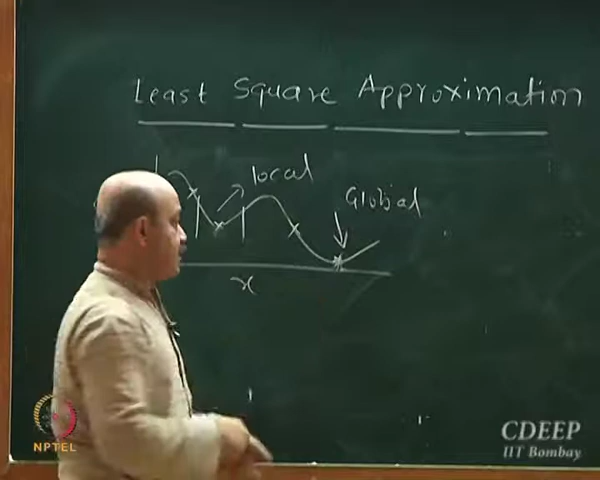 Least Square Approximation
local
Global
x
NPTEL
CDEEP
IIT Bombay